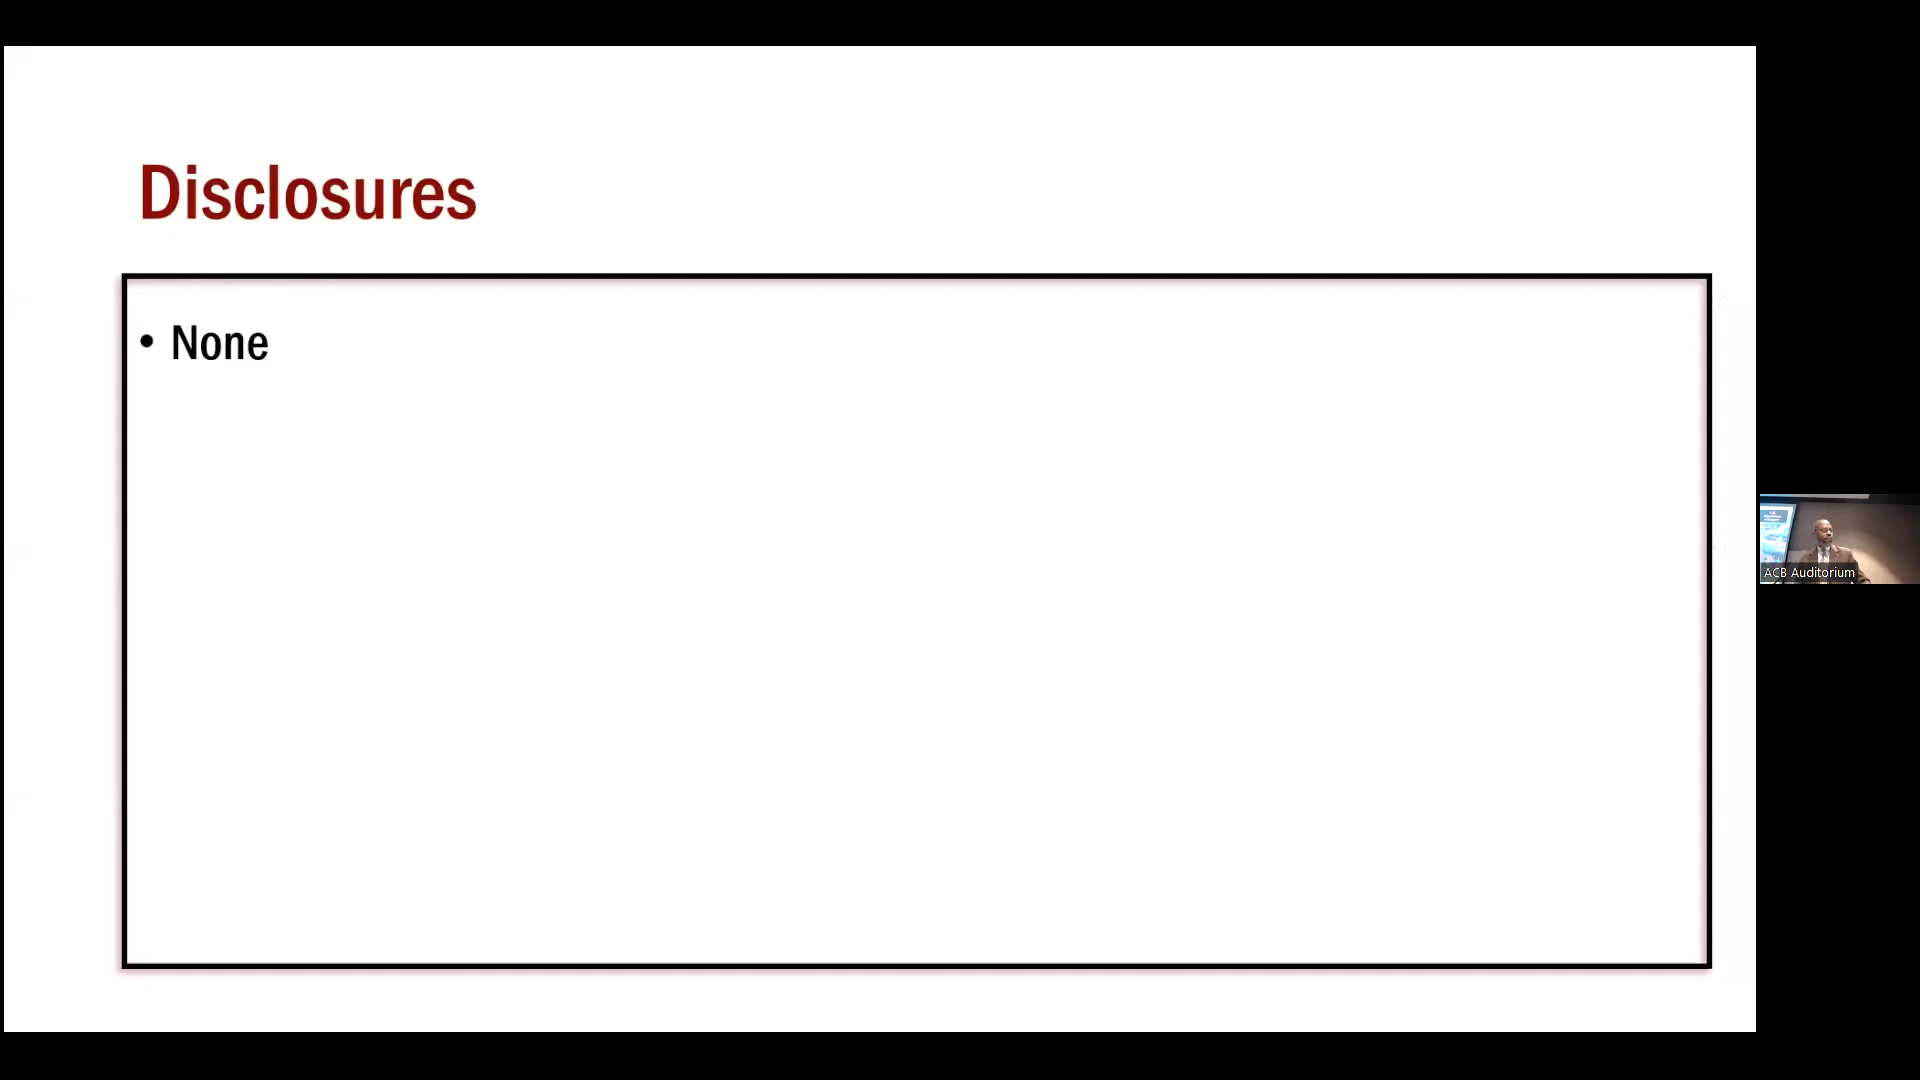 Disclosures
• None
ACB Auditorium